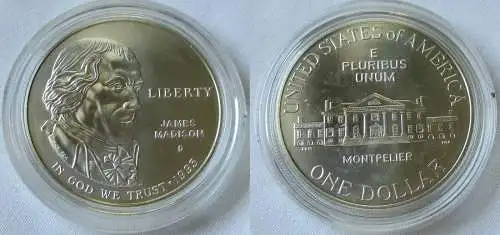 LIBERTY
JAMES
MADISON
D
IN GOD WE TRUST · 1993
UNITED STATES of AMERICA
E
PLURIBUS
UNUM
MONTPELIER
ONE DOLLAR